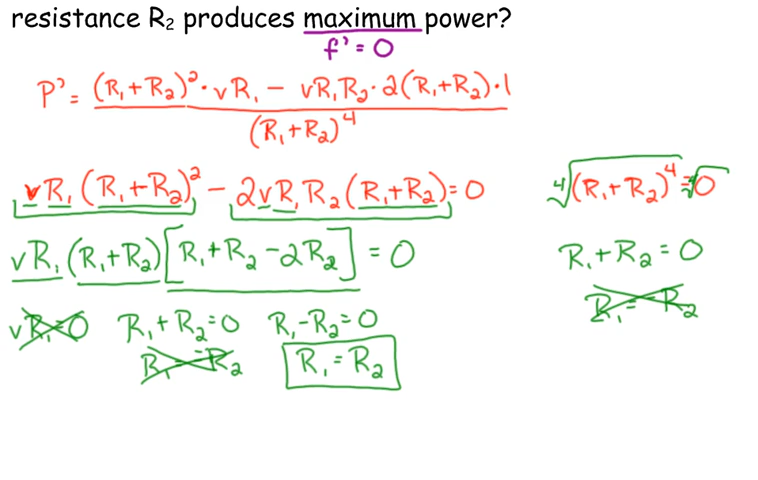 resistance R₂ produces maximum power?
f' = 0
P' = (R₁+R₂)²·vR₁ - vR₁R₂·2(R₁+R₂)·1
(R₁+R₂)⁴
vR₁(R₁+R₂)² - 2vR₁R₂(R₁+R₂) = 0
∜(R₁+R₂)⁴ = ∜0
vR₁(R₁+R₂)[R₁+R₂-2R₂] = 0
R₁+R₂ = 0
R₁ = -R₂
vR₁=0 R₁+R₂=0 R₁-R₂=0
R₁ = -R₂ R₁ = R₂